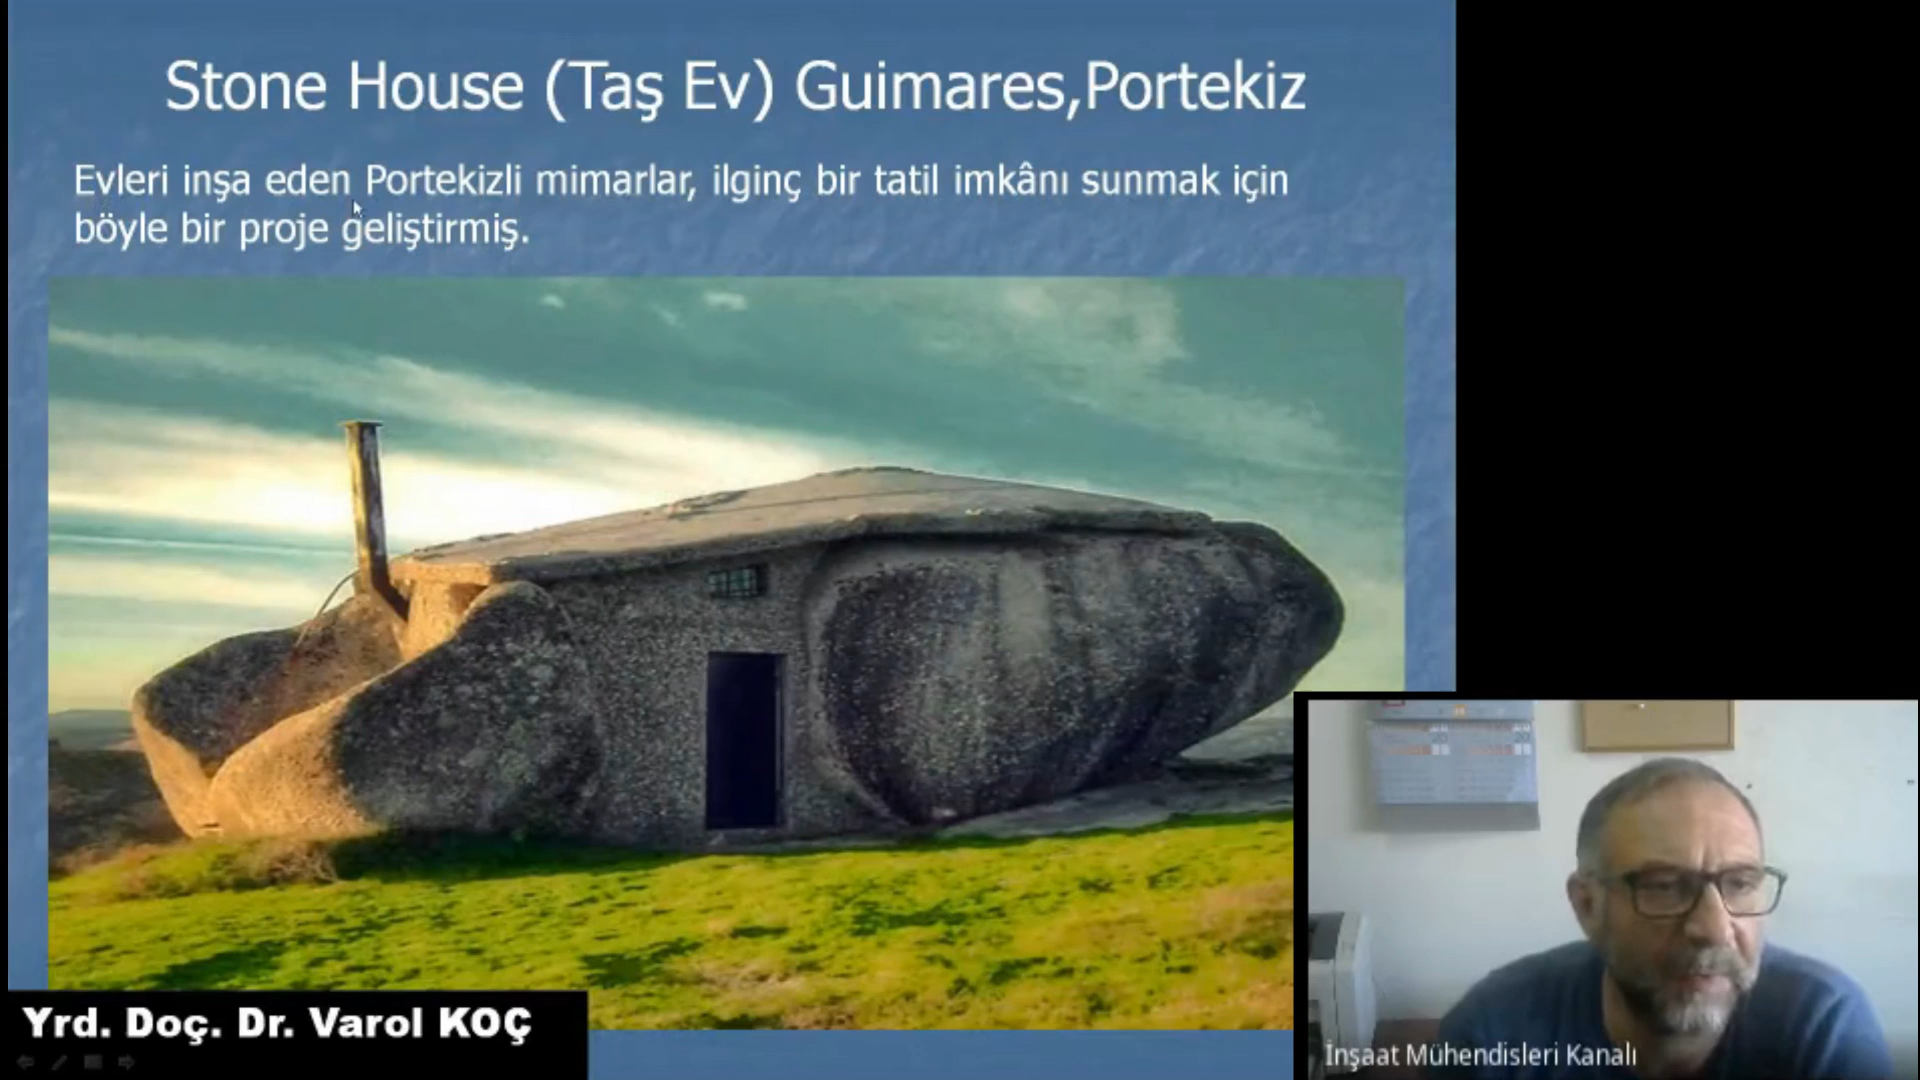 Stone House (Taş Ev) Guimares,Portekiz
Evleri inşa eden Portekizli mimarlar, ilginç bir tatil imkânı sunmak için
böyle bir proje geliştirmiş.
Yrd. Doç. Dr. Varol KOÇ
İnşaat Mühendisleri Kanalı